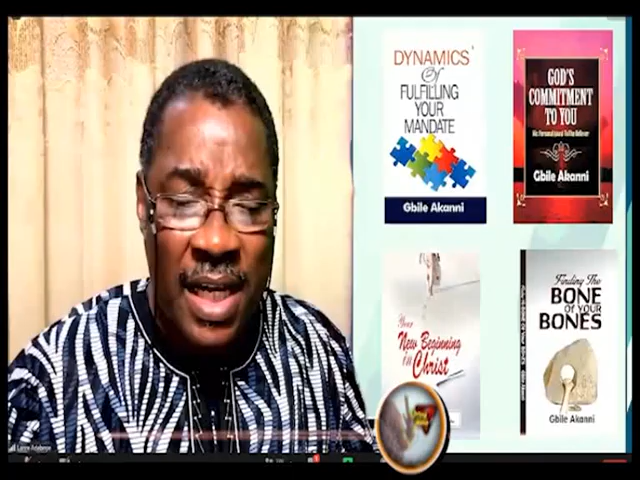 DYNAMICS
Of
FULFILLING
YOUR
MANDATE
Gbile Akanni
GOD'S
COMMITMENT
TO YOU
Gbile Akanni
Your
New Beginning
in
Christ
Finding The
BONE
OF YOUR
BONES
Gbile Akanni